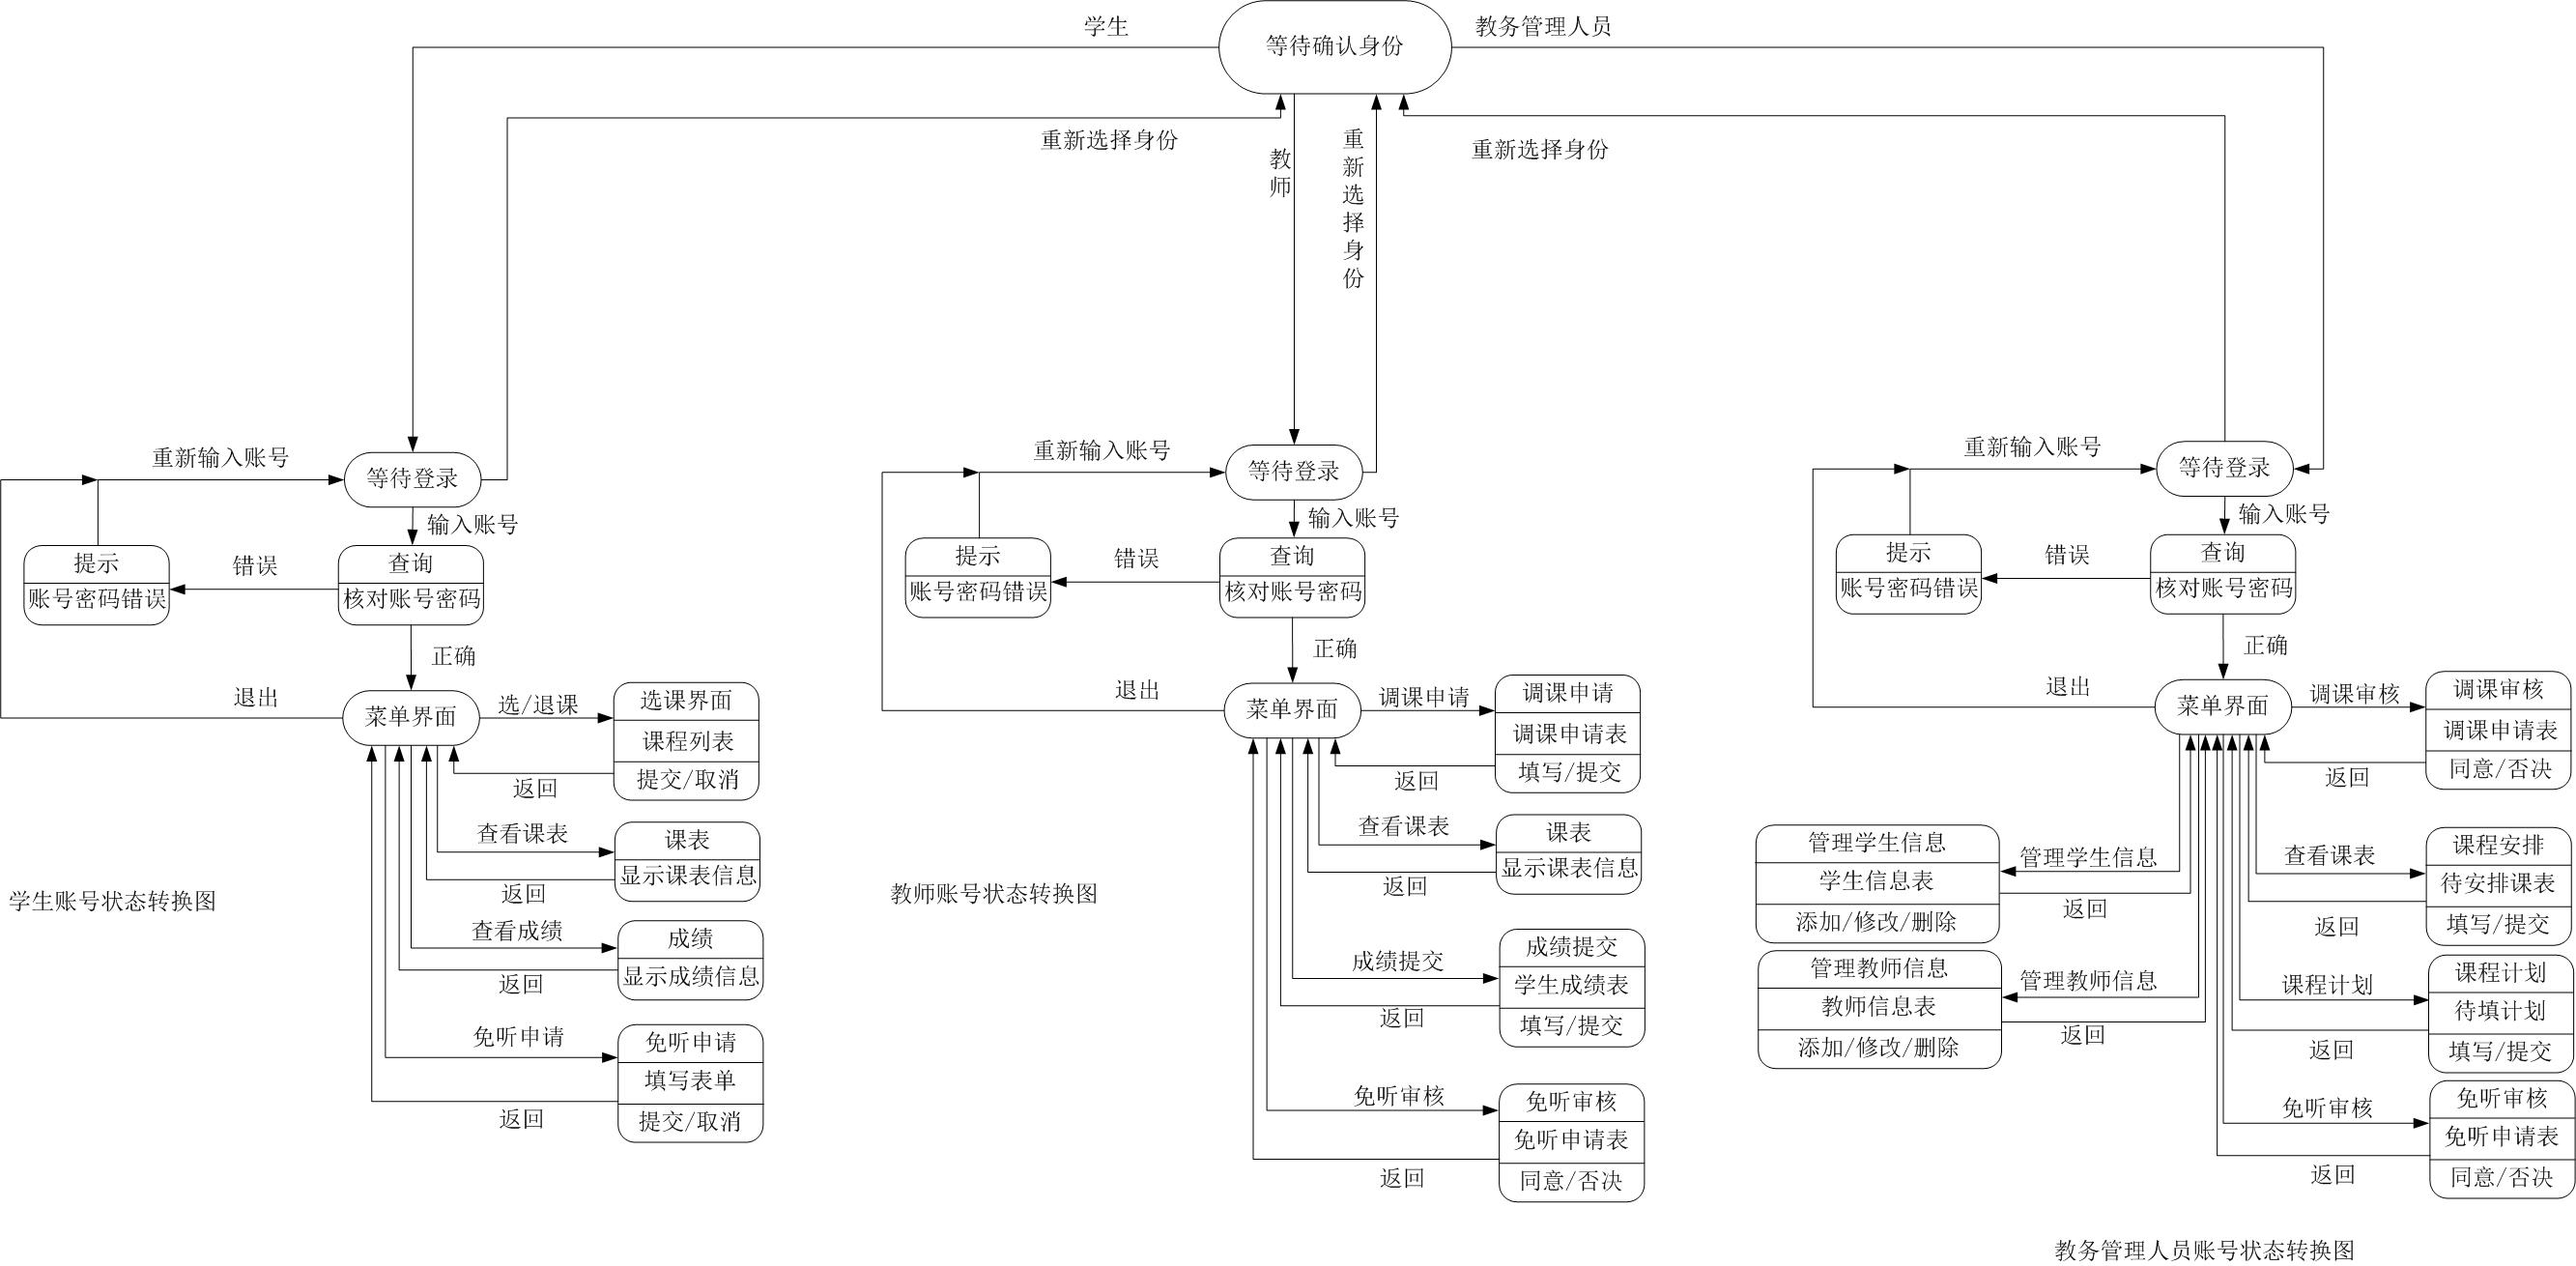 等待确认身份
学生
教务管理人员
重新选择身份
教师
重新选择身份
重新选择身份
重新输入账号
等待登录
输入账号
提示
账号密码错误
错误
查询
核对账号密码
正确
退出
菜单界面
选/退课
选课界面
课程列表
提交/取消
返回
查看课表
课表
显示课表信息
返回
查看成绩
成绩
显示成绩信息
返回
免听申请
免听申请
填写表单
提交/取消
返回
学生账号状态转换图
重新输入账号
等待登录
输入账号
提示
账号密码错误
错误
查询
核对账号密码
正确
退出
菜单界面
调课申请
调课申请
调课申请表
填写/提交
返回
查看课表
课表
显示课表信息
返回
成绩提交
成绩提交
学生成绩表
填写/提交
返回
免听审核
免听审核
免听申请表
同意/否决
返回
教师账号状态转换图
重新输入账号
等待登录
输入账号
提示
账号密码错误
错误
查询
核对账号密码
正确
退出
菜单界面
调课审核
调课审核
调课申请表
同意/否决
返回
管理学生信息
学生信息表
添加/修改/删除
管理学生信息
返回
管理教师信息
教师信息表
添加/修改/删除
管理教师信息
返回
查看课表
课程安排
待安排课表
填写/提交
返回
课程计划
课程计划
待填计划
填写/提交
返回
免听审核
免听审核
免听申请表
同意/否决
返回
教务管理人员账号状态转换图